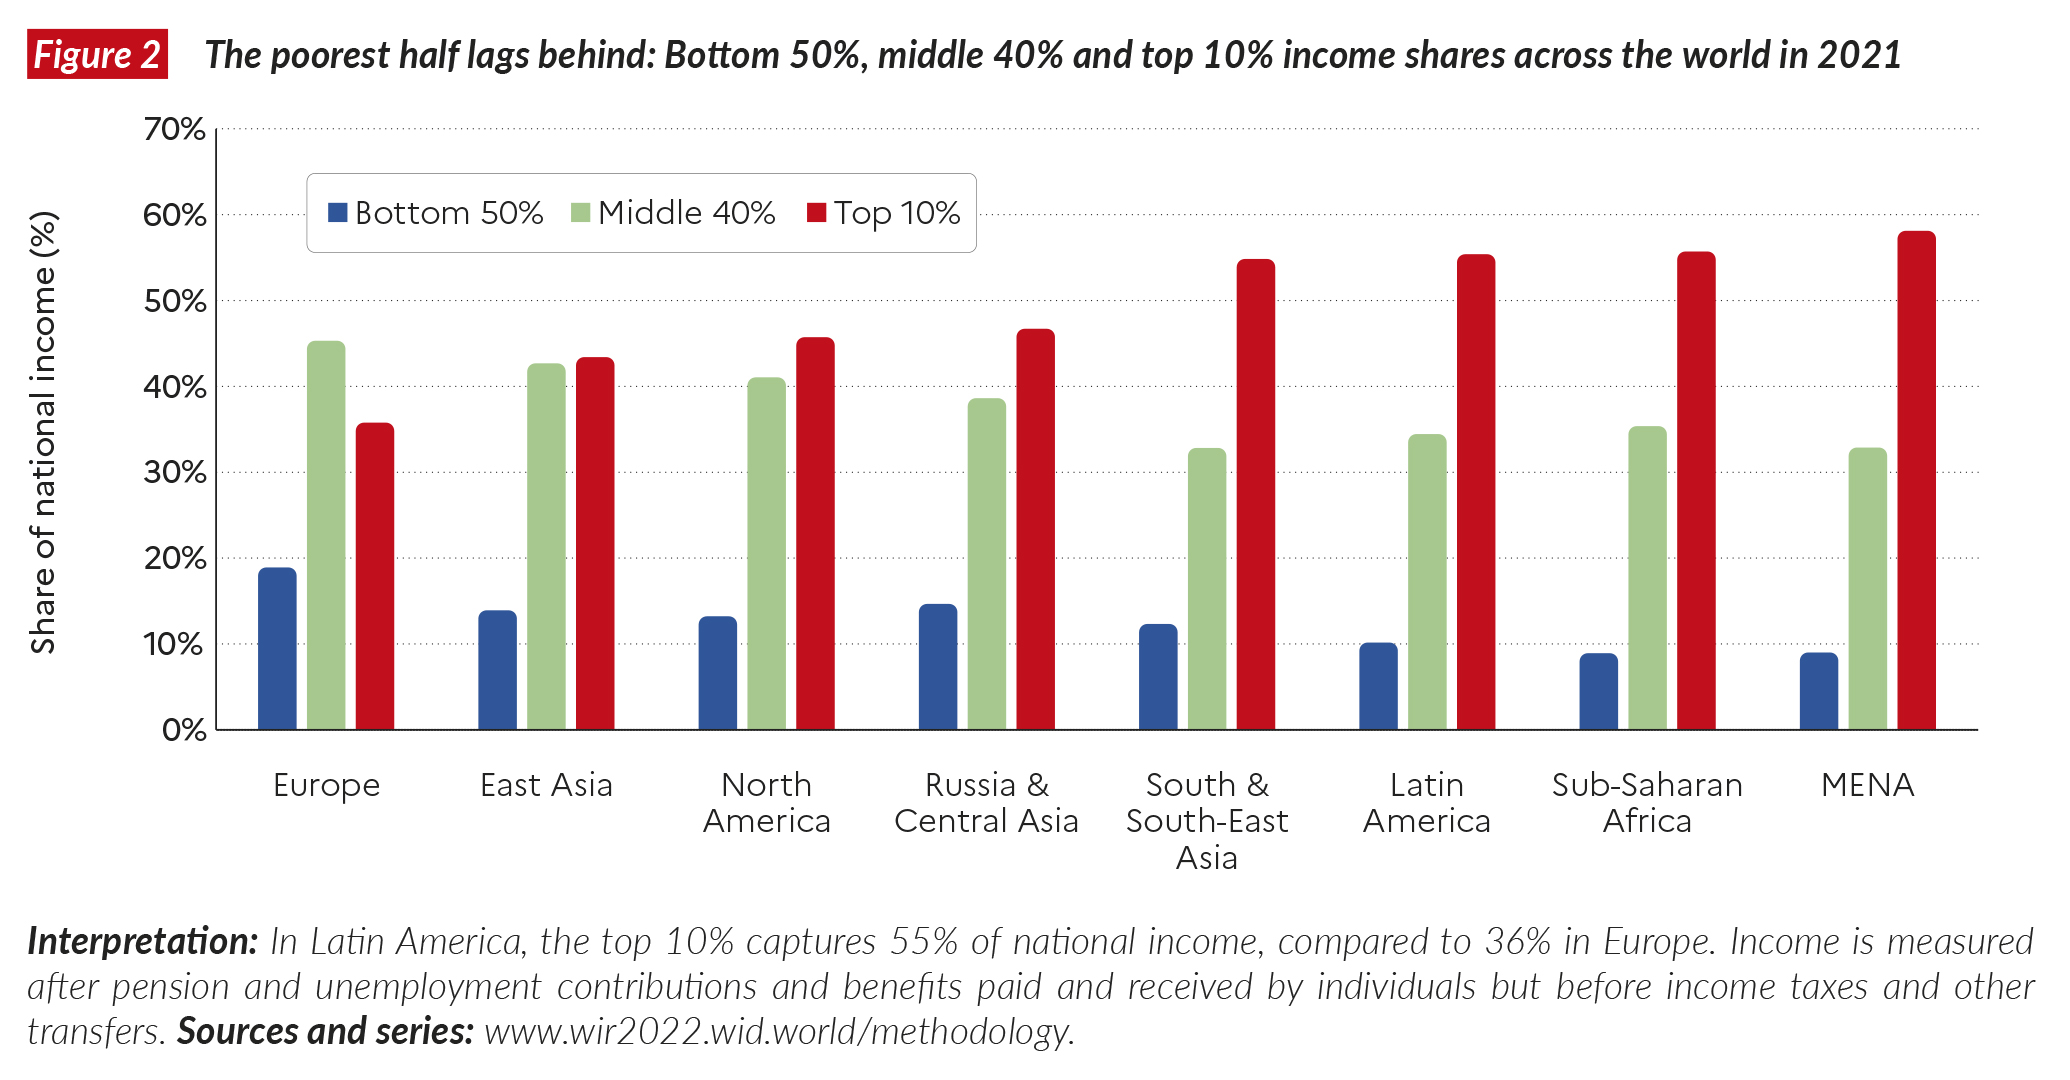 Figure 2 The poorest half lags behind: Bottom 50%, middle 40% and top 10% income shares across the world in 2021
Share of national income (%)
70%
60%
50%
40%
30%
20%
10%
0%
Bottom 50% Middle 40% Top 10%
Europe
East Asia
North
America
Russia &
Central Asia
South &
South-East
Asia
Latin
America
Sub-Saharan
Africa
MENA
Interpretation: In Latin America, the top 10% captures 55% of national income, compared to 36% in Europe. Income is measured
after pension and unemployment contributions and benefits paid and received by individuals but before income taxes and other
transfers. Sources and series: www.wir2022.wid.world/methodology.